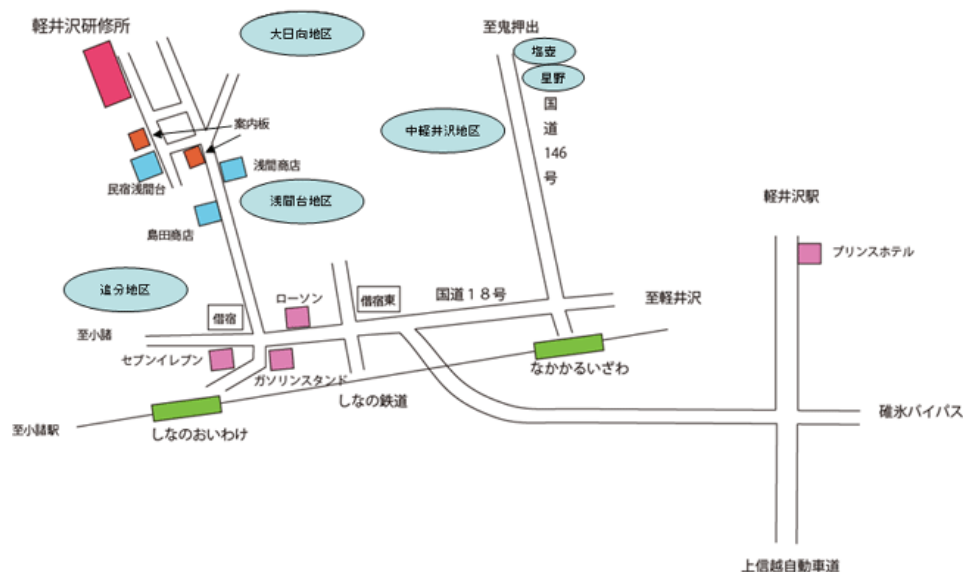 軽井沢研修所
大日向地区
至鬼押出
塩壺
星野
国道146号
中軽井沢地区
案内板
浅間商店
民宿浅間台
浅間台地区
島田商店
軽井沢駅
プリンスホテル
追分地区
ローソン
借宿東
国道18号
至軽井沢
借宿
至小諸
セブンイレブン
ガソリンスタンド
なかかるいざわ
しなの鉄道
至小諸駅
しなのおいわけ
碓氷バイパス
上信越自動車道